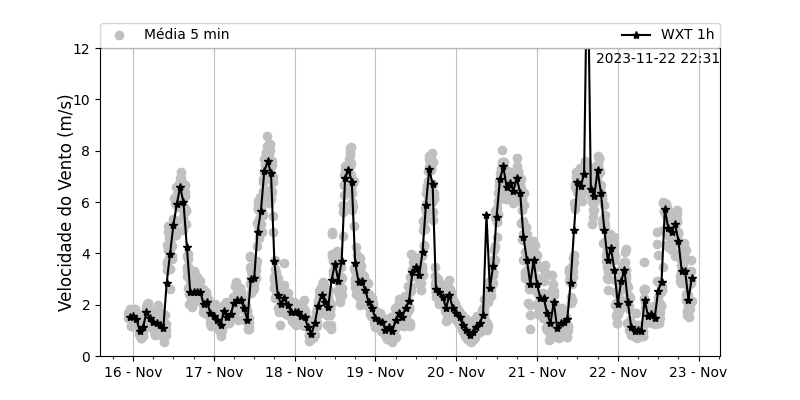 Média 5 min
WXT 1h
2023-11-22 22:31
Velocidade do Vento (m/s)
12
10
8
6
4
2
0
16 - Nov
17 - Nov
18 - Nov
19 - Nov
20 - Nov
21 - Nov
22 - Nov
23 - Nov